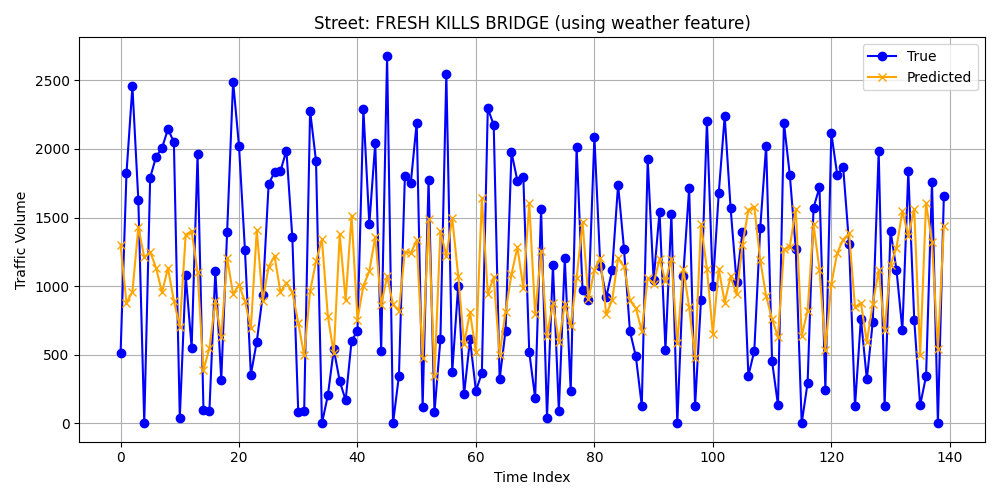 Street: FRESH KILLS BRIDGE (using weather feature)
True
Predicted
Traffic Volume
2500
2000
1500
1000
500
0
0 20 40 60 80 100 120 140
Time Index